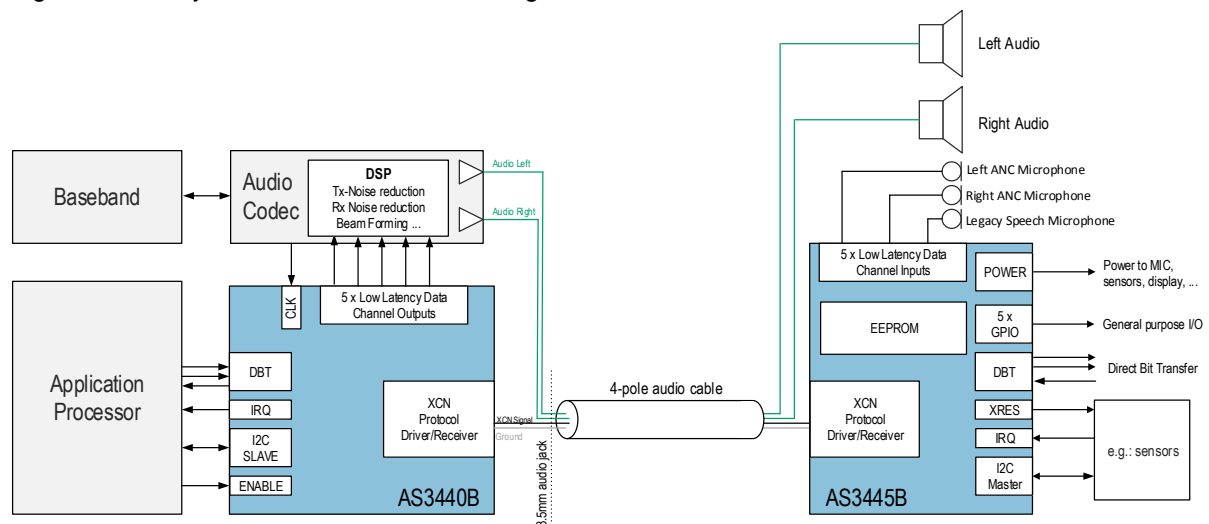 Left Audio
Right Audio
Left ANC Microphone
Right ANC Microphone
Legacy Speech Microphone
Baseband
Audio
Codec
DSP
Tx-Noise reduction
Rx Noise reduction
Beam Forming ...
Audio Left
Audio Right
5 x Low Latency Data
Channel Inputs
POWER
Power to MIC,
sensors, display, ...
CLK
5 x Low Latency Data
Channel Outputs
EEPROM
5 x
GPIO
General purpose I/O
Application
Processor
DBT
IRQ
I2C
SLAVE
ENABLE
XCN
Protocol
Driver/Receiver
AS3440B
XCN Signal
Ground
3.5mm audio jack
4-pole audio cable
XCN
Protocol
Driver/Receiver
AS3445B
DBT
Direct Bit Transfer
XRES
IRQ
I2C
Master
e.g.: sensors